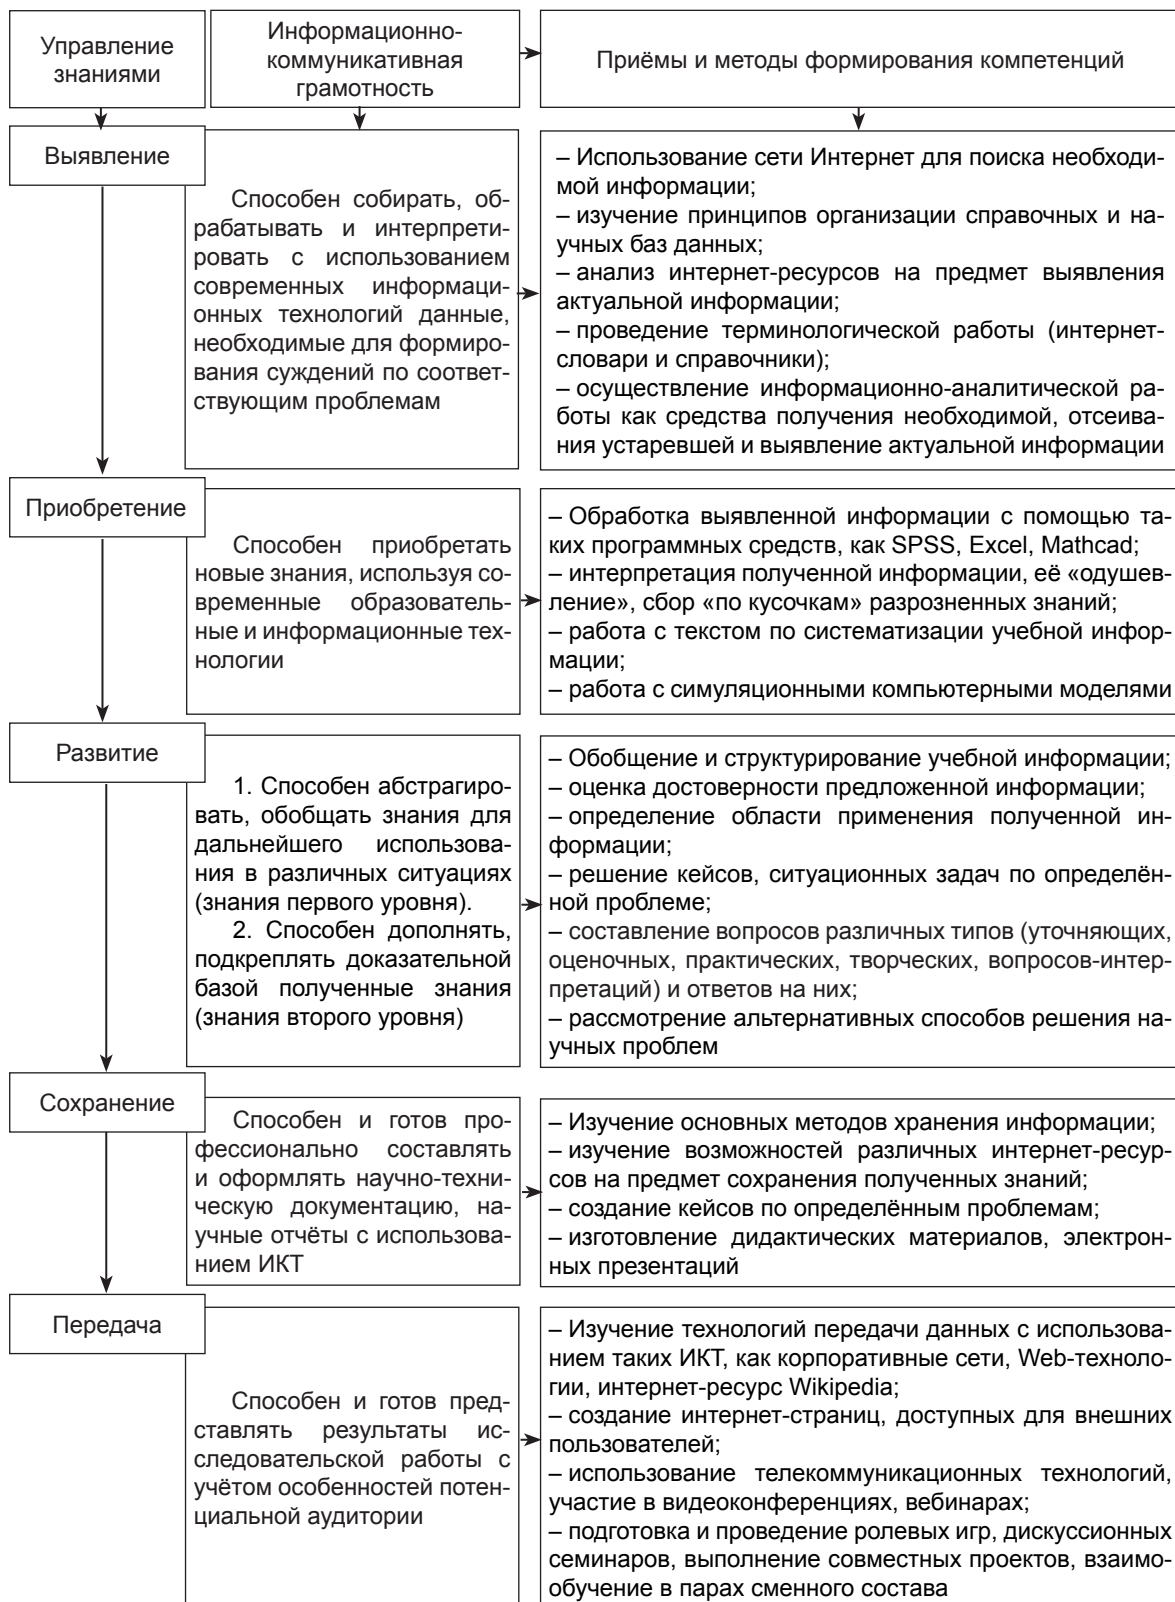 Управление
знаниями
Информационно-
коммуникативная
грамотность
Приёмы и методы формирования компетенций
Выявление
Способен собирать, об-
рабатывать и интерпрети-
ровать с использованием
современных информаци-
онных технологий данные,
необходимые для формиро-
вания суждений по соответ-
ствующим проблемам
– Использование сети Интернет для поиска необходи-
мой информации;
– изучение принципов организации справочных и на-
учных баз данных;
– анализ интернет-ресурсов на предмет выявления
актуальной информации;
– проведение терминологической работы (интернет-
словари и справочники);
– осуществление информационно-аналитической ра-
боты как средства получения необходимой, отсеива-
ния устаревшей и выявление актуальной информации
Приобретение
Способен приобретать
новые знания, используя со-
временные образователь-
ные и информационные тех-
нологии
– Обработка выявленной информации с помощью та-
ких программных средств, как SPSS, Excel, Mathcad;
– интерпретация полученной информации, её «одушев-
ление», сбор «по кусочкам» разрозненных знаний;
– работа с текстом по систематизации учебной инфор-
мации;
– работа с симуляционными компьютерными моделями
Развитие
1. Способен абстрагиро-
вать, обобщать знания для
дальнейшего использова-
ния в различных ситуациях
(знания первого уровня).
2. Способен дополнять,
подкреплять доказательной
базой полученные знания
(знания второго уровня)
– Обобщение и структурирование учебной информации;
– оценка достоверности предложенной информации;
– определение области применения полученной ин-
формации;
– решение кейсов, ситуационных задач по определён-
ной проблеме;
– составление вопросов различных типов (уточняющих,
оценочных, практических, творческих, вопросов-интер-
претаций) и ответов на них;
– рассмотрение альтернативных способов решения на-
учных проблем
Сохранение
Способен и готов про-
фессионально составлять
и оформлять научно-техни-
ческую документацию, на-
учные отчёты с использова-
нием ИКТ
– Изучение основных методов хранения информации;
– изучение возможностей различных интернет-ресур-
сов на предмет сохранения полученных знаний;
– создание кейсов по определённым проблемам;
– изготовление дидактических материалов, электрон-
ных презентаций
Передача
Способен и готов пред-
ставлять результаты ис-
следовательской работы с
учётом особенностей потен-
циальной аудитории
– Изучение технологий передачи данных с использова-
нием таких ИКТ, как корпоративные сети, Web-техноло-
гии, интернет-ресурс Wikipedia;
– создание интернет-страниц, доступных для внешних
пользователей;
– использование телекоммуникационных технологий,
участие в видеоконференциях, вебинарах;
– подготовка и проведение ролевых игр, дискуссионных
семинаров, выполнение совместных проектов, взаимо-
обучение в парах сменного состава